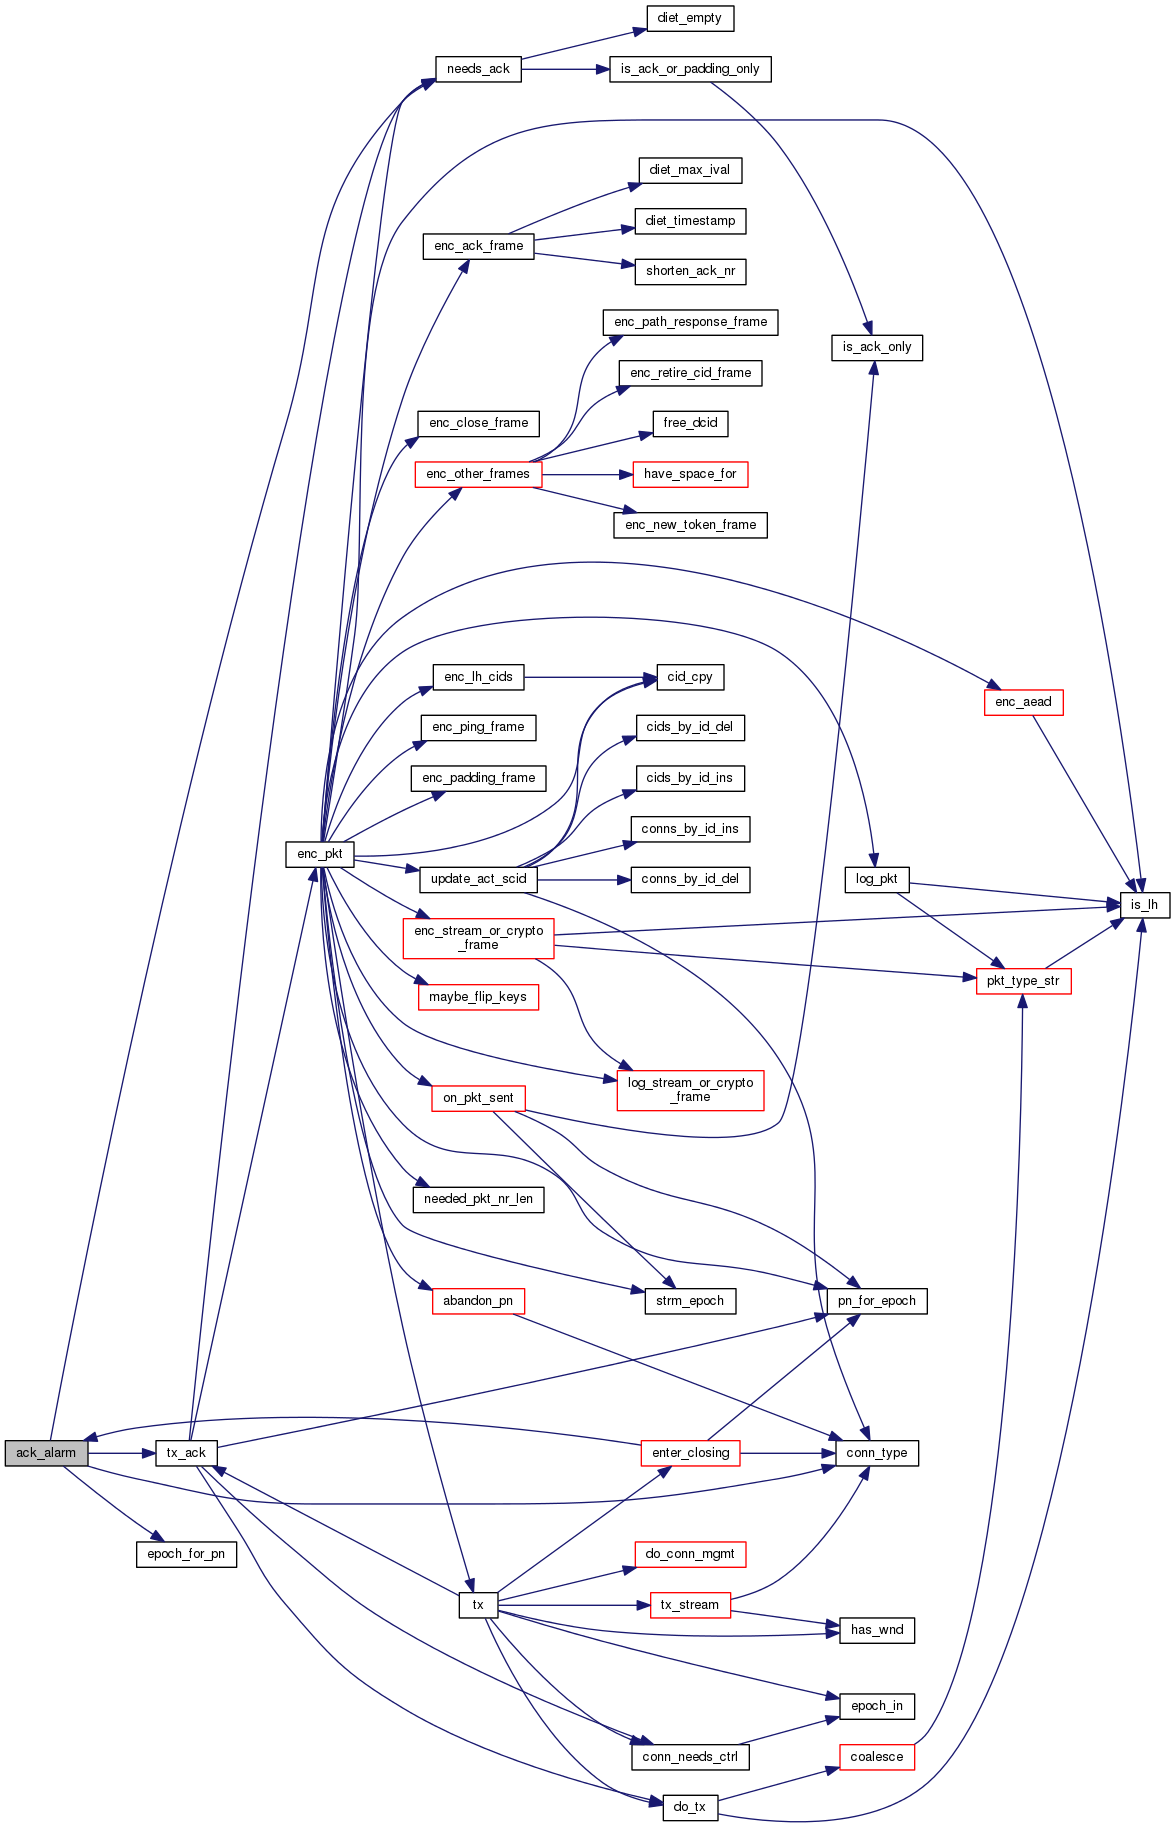 diet_empty
needs_ack
is_ack_or_padding_only
diet_max_ival
diet_timestamp
enc_ack_frame
shorten_ack_nr
enc_path_response_frame
is_ack_only
enc_retire_cid_frame
enc_close_frame
free_dcid
enc_other_frames
have_space_for
enc_new_token_frame
enc_lh_cids
cid_cpy
enc_aead
enc_ping_frame
cids_by_id_del
enc_padding_frame
cids_by_id_ins
conns_by_id_ins
enc_pkt
update_act_scid
conns_by_id_del
log_pkt
is_lh
enc_stream_or_crypto
_frame
pkt_type_str
maybe_flip_keys
log_stream_or_crypto
_frame
on_pkt_sent
needed_pkt_nr_len
abandon_pn
strm_epoch
pn_for_epoch
ack_alarm
tx_ack
enter_closing
conn_type
epoch_for_pn
do_conn_mgmt
tx
tx_stream
has_wnd
epoch_in
conn_needs_ctrl
coalesce
do_tx